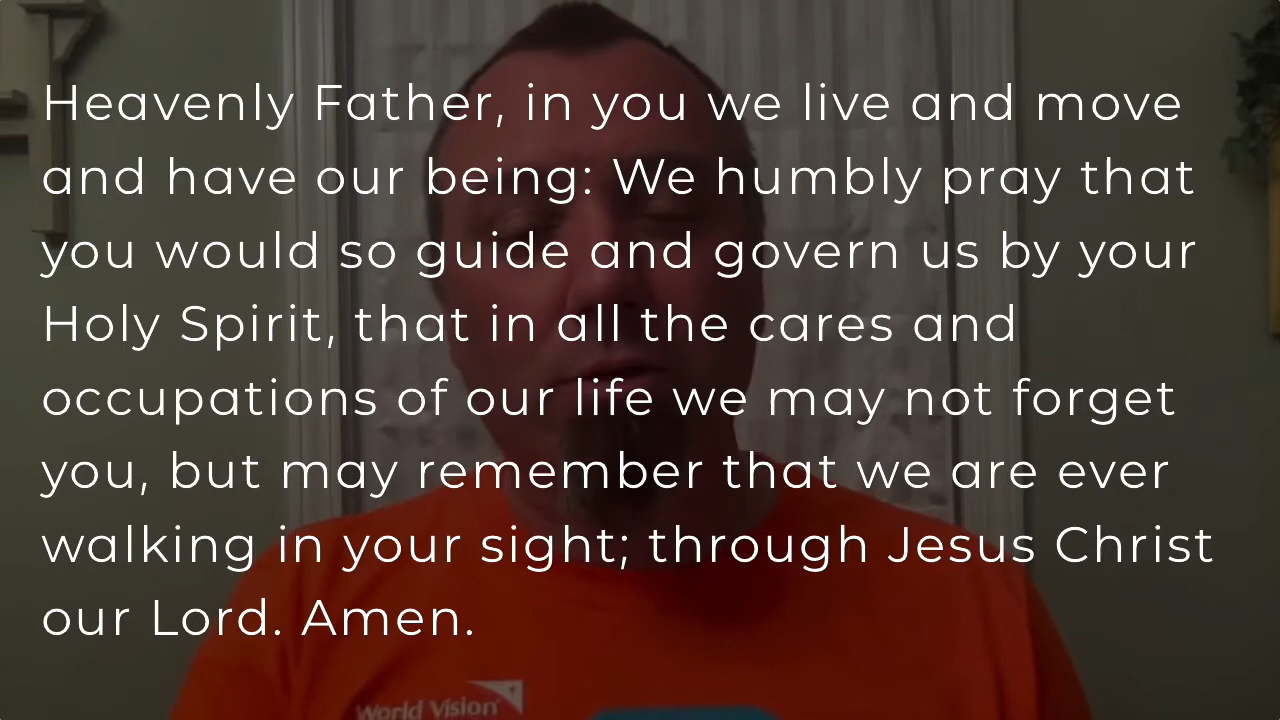 Heavenly Father, in you we live and move
and have our being: We humbly pray that
you would so guide and govern us by your
Holy Spirit, that in all the cares and
occupations of our life we may not forget
you, but may remember that we are ever
walking in your sight; through Jesus Christ
our Lord. Amen.
World Vision